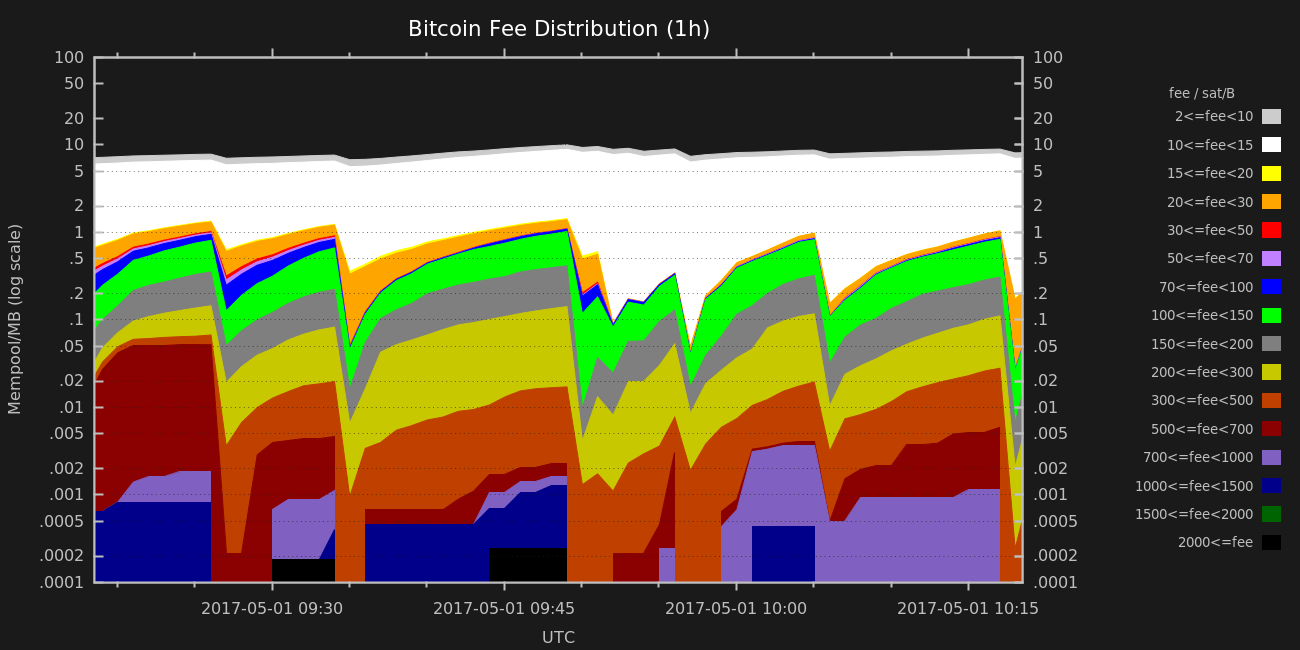 Bitcoin Fee Distribution (1h)
100 100
50 50
20 20
10 10
5 5
2 2
1 1
.5 .5
.2 .2
.1 .1
.05 .05
.02 .02
.01 .01
.005 .005
.002 .002
.001 .001
.0005 .0005
.0002 .0002
.0001 .0001
Mempool/MB (log scale)
2017-05-01 09:30 2017-05-01 09:45 2017-05-01 10:00 2017-05-01 10:15
UTC
fee / sat/B
2<=fee<10
10<=fee<15
15<=fee<20
20<=fee<30
30<=fee<50
50<=fee<70
70<=fee<100
100<=fee<150
150<=fee<200
200<=fee<300
300<=fee<500
500<=fee<700
700<=fee<1000
1000<=fee<1500
1500<=fee<2000
2000<=fee